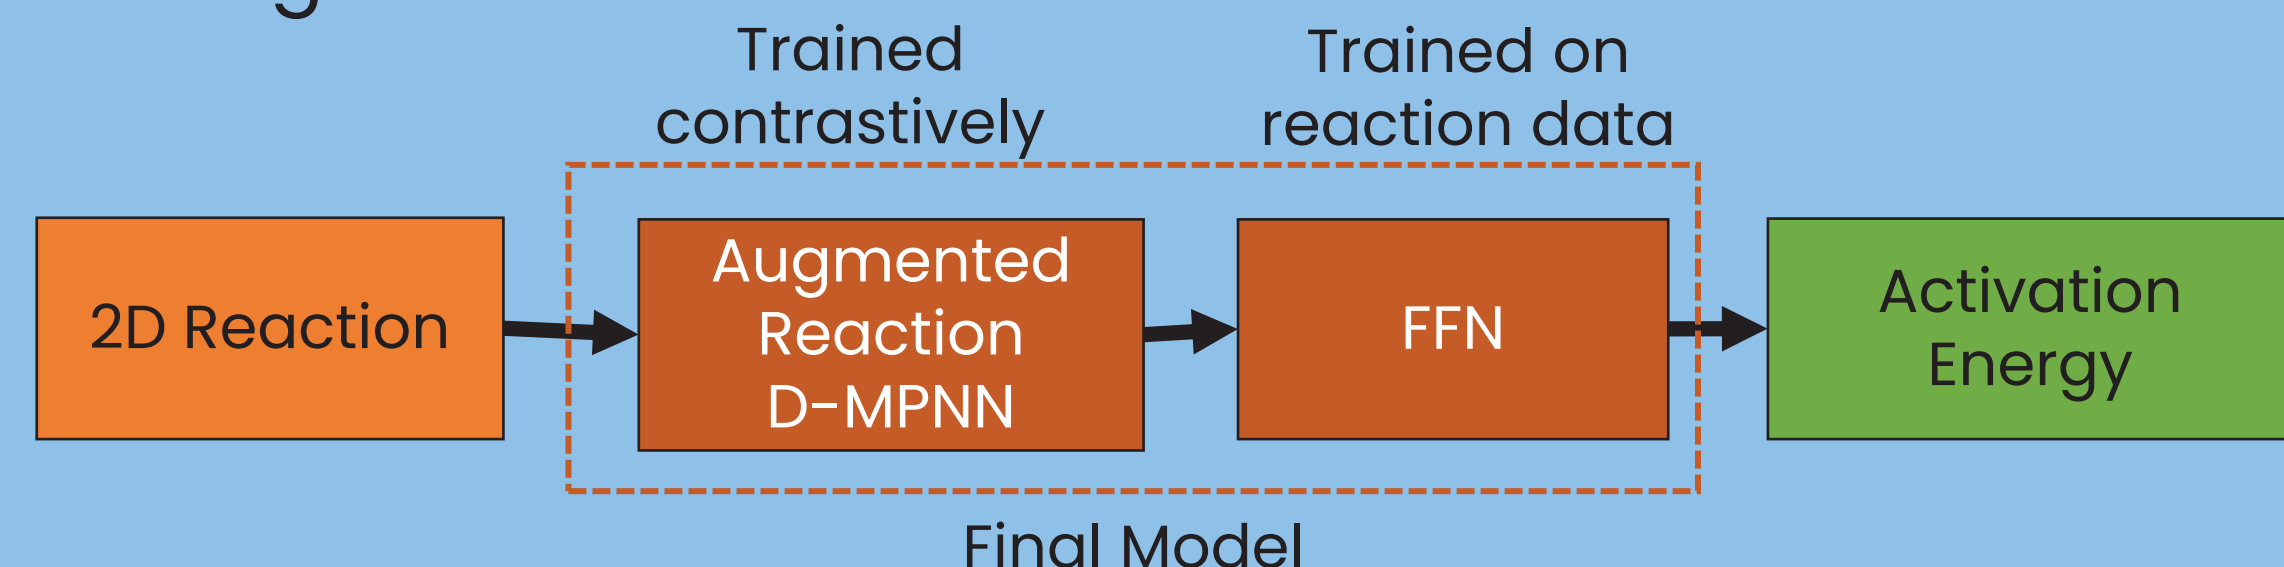 Trained
contrastively
Trained on
reaction data
2D Reaction
Augmented
Reaction
D-MPNN
FFN
Activation
Energy
Final Model